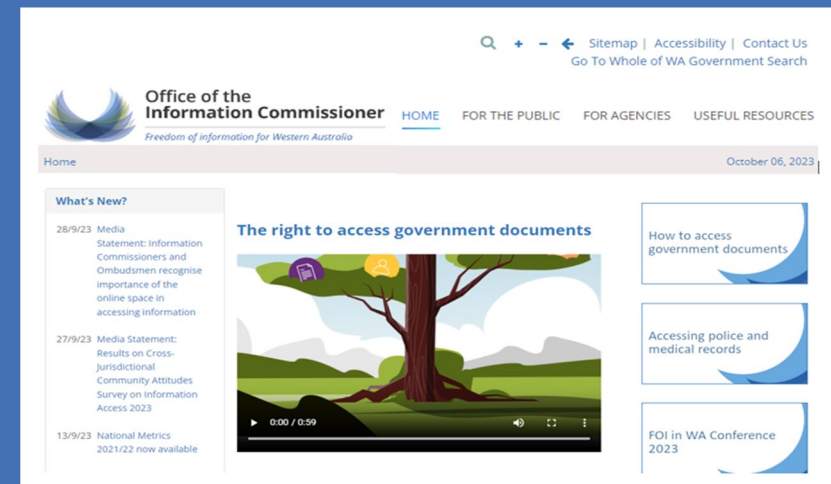 + - Sitemap | Accessibility | Contact Us
Go To Whole of WA Government Search
Office of the
Information Commissioner
Freedom of information for Western Australia
HOME FOR THE PUBLIC FOR AGENCIES USEFUL RESOURCES
Home October 06, 2023
What's New?
28/9/23 Media
Statement: Information
Commissioners and
Ombudsmen recognise
importance of the
online space in
accessing information
27/9/23 Media Statement:
Results on Cross-
Jurisdictional
Community Attitudes
Survey on Information
Access 2023
13/9/23 National Metrics
2021/22 now available
The right to access government documents
0:00 / 0:59
How to access
government documents
Accessing police and
medical records
FOI in WA Conference
2023